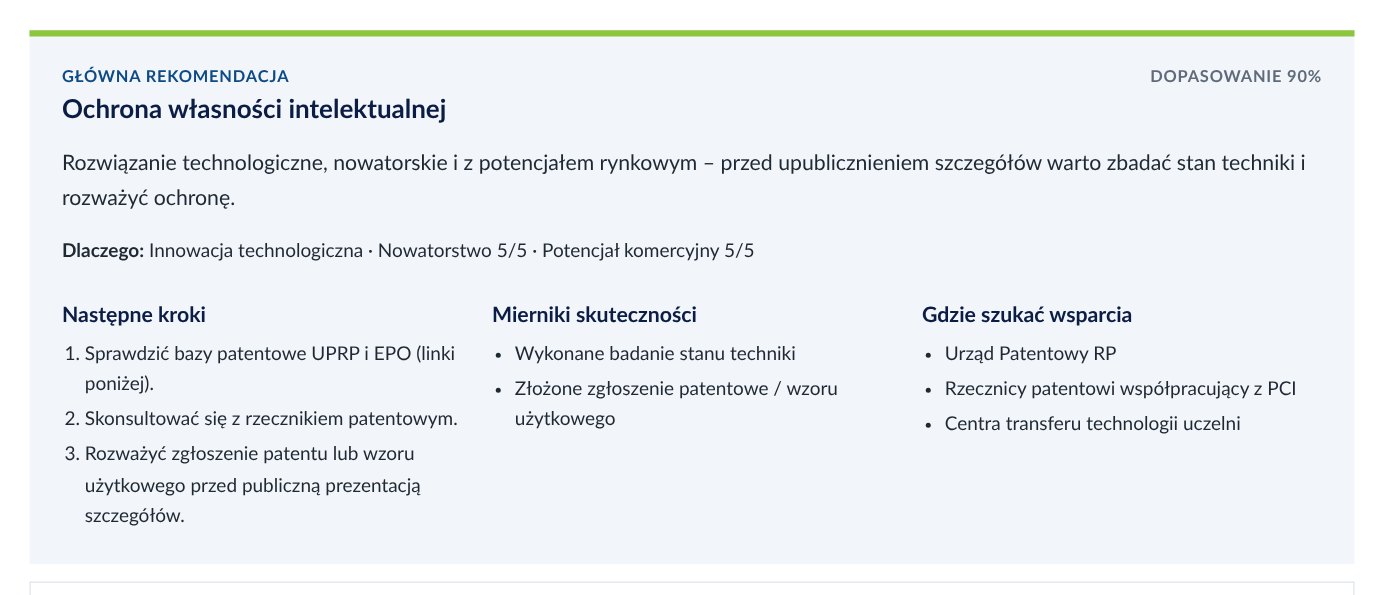 GŁÓWNA REKOMENDACJA
DOPASOWANIE 90%
Ochrona własności intelektualnej
Rozwiązanie technologiczne, nowatorskie i z potencjałem rynkowym – przed upublicznieniem szczegółów warto zbadać stan techniki i
rozważyć ochronę.
Dlaczego: Innowacja technologiczna · Nowatorstwo 5/5 · Potencjał komercyjny 5/5
Następne kroki
1. Sprawdzić bazy patentowe UPRP i EPO (linki
poniżej).
2. Skonsultować się z rzecznikiem patentowym.
3. Rozważyć zgłoszenie patentu lub wzoru
użytkowego przed publiczną prezentacją
szczegółów.
Mierniki skuteczności
• Wykonane badanie stanu techniki
• Złożone zgłoszenie patentowe / wzoru
użytkowego
Gdzie szukać wsparcia
• Urząd Patentowy RP
• Rzecznicy patentowi współpracujący z PCI
• Centra transferu technologii uczelni